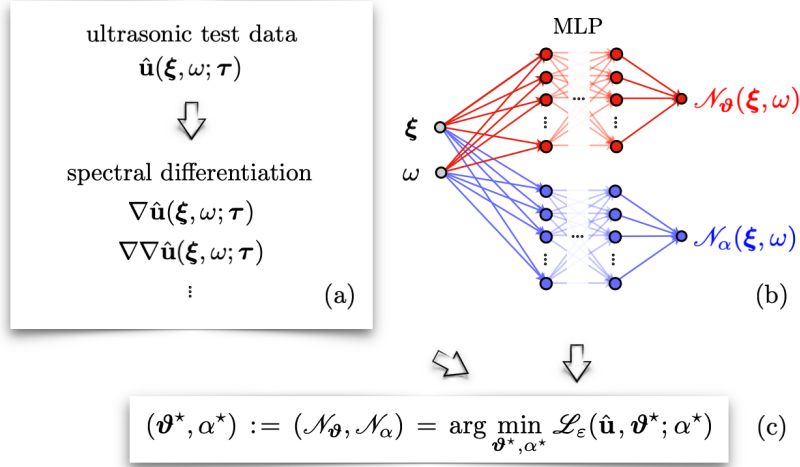 ultrasonic test data
û(ξ, ω; τ)
spectral differentiation
∇û(ξ, ω; τ)
∇∇û(ξ, ω; τ)
⋮
(a)
MLP
ξ
ω
...
⋮ ⋮
𝒩_ϑ(ξ, ω)
...
⋮ ⋮
𝒩_α(ξ, ω)
(b)
(ϑ*, α*) := (𝒩_ϑ, 𝒩_α) = arg min_{ϑ*, α*} ℒ_ε(û, ϑ*; α*)
(c)